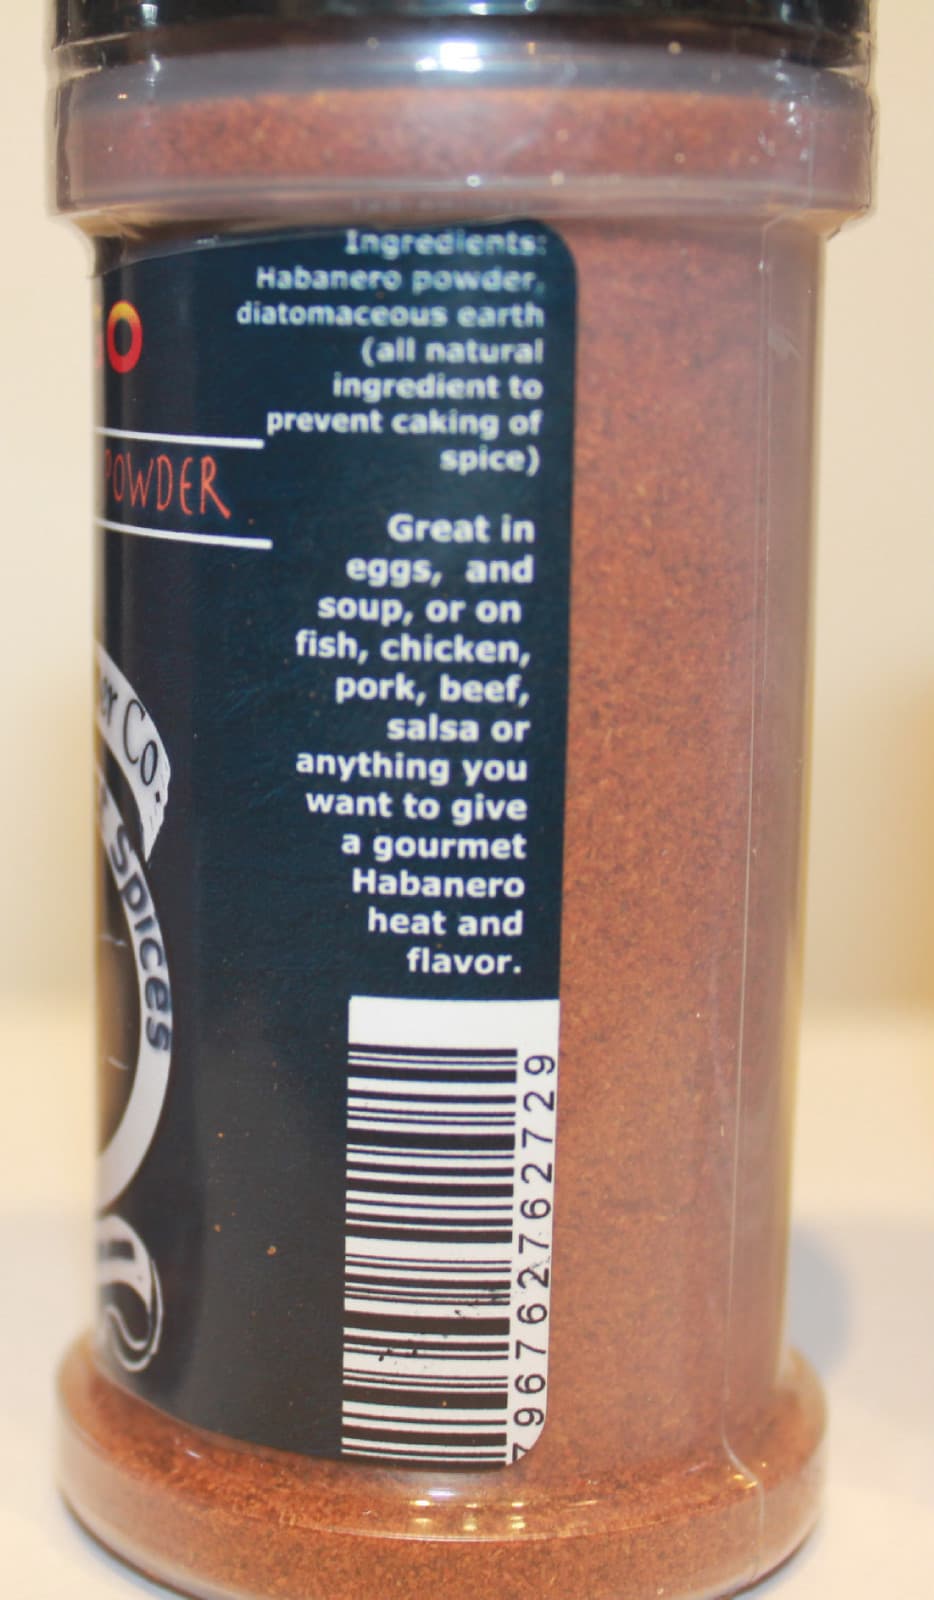 Ingredients:
Habanero powder,
diatomaceous earth
(all natural
ingredient to
prevent caking of
spice)
Great in
eggs, and
soup, or on
fish, chicken,
pork, beef,
salsa or
anything you
want to give
a gourmet
Habanero
heat and
flavor.
O
POWDER
er Co.
Spices
796762762729